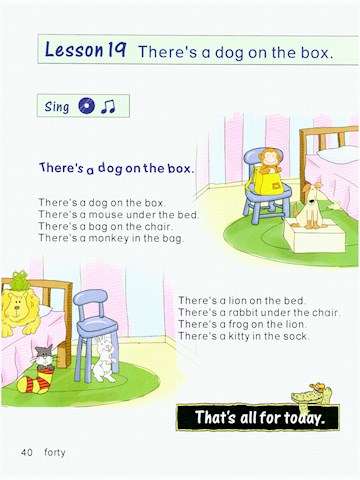 Lesson 19 There's a dog on the box.
Sing
There's a dog on the box.
There's a dog on the box.
There's a mouse under the bed.
There's a bag on the chair.
There's a monkey in the bag.
There's a lion on the bed.
There's a rabbit under the chair.
There's a frog on the lion.
There's a kitty in the sock.
That's all for today.
40 forty